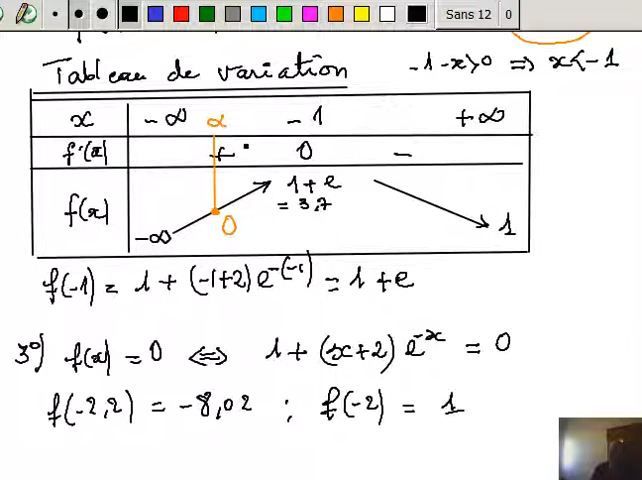 Sans 12 0
Tableau de variation -1-x>0 ⇒ x<-1
x -∞ α -1 +∞
f'(x) + 0 -
f(x) -∞ 0 1+e = 3,7 1
f(-1) = 1 + (-1+2)e^-(-1) = 1+e
3°) f(x) = 0 ⇔ 1 + (x+2) e^-x = 0
f(-2,2) = -8,02 ; f(-2) = 1